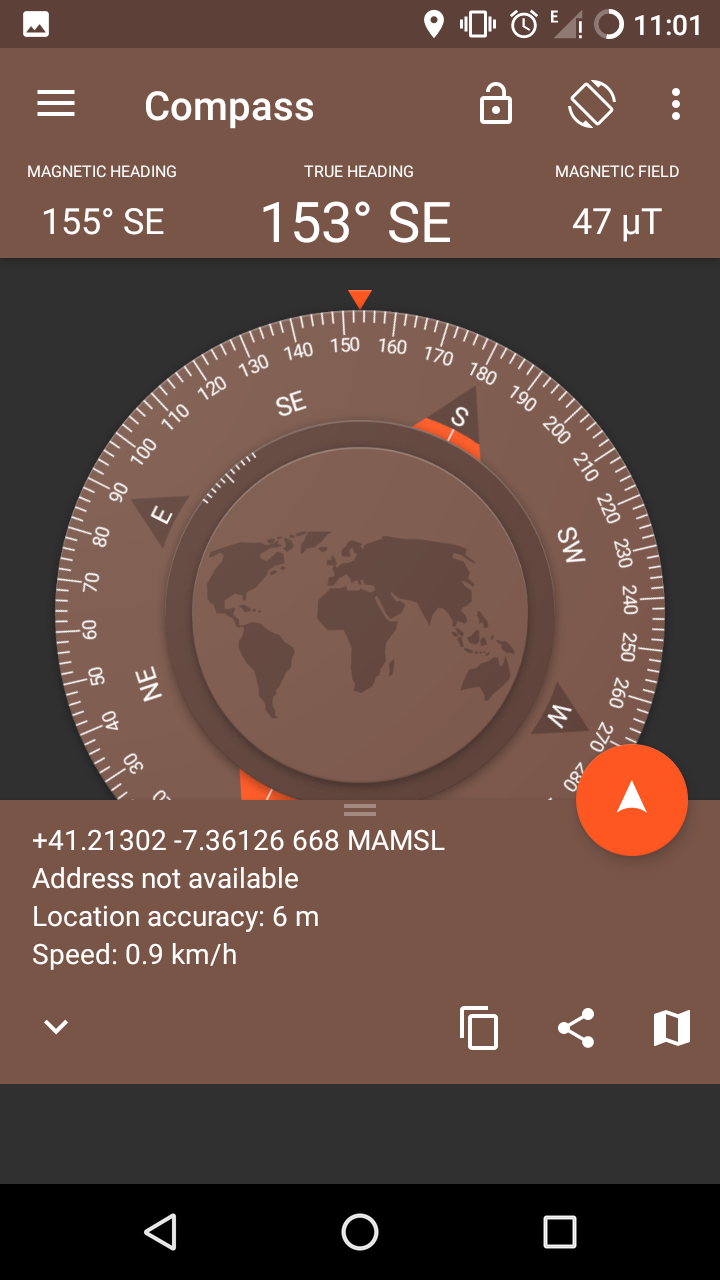 E ! 11:01
Compass
MAGNETIC HEADING TRUE HEADING MAGNETIC FIELD
155° SE 153° SE 47 µT
30 40 50 60 70 80 90 100 110 120 130 140 150 160 170 180 190 200 210 220 230 240 250 260 270 280
NE E SE S SW W
+41.21302 -7.36126 668 MAMSL
Address not available
Location accuracy: 6 m
Speed: 0.9 km/h